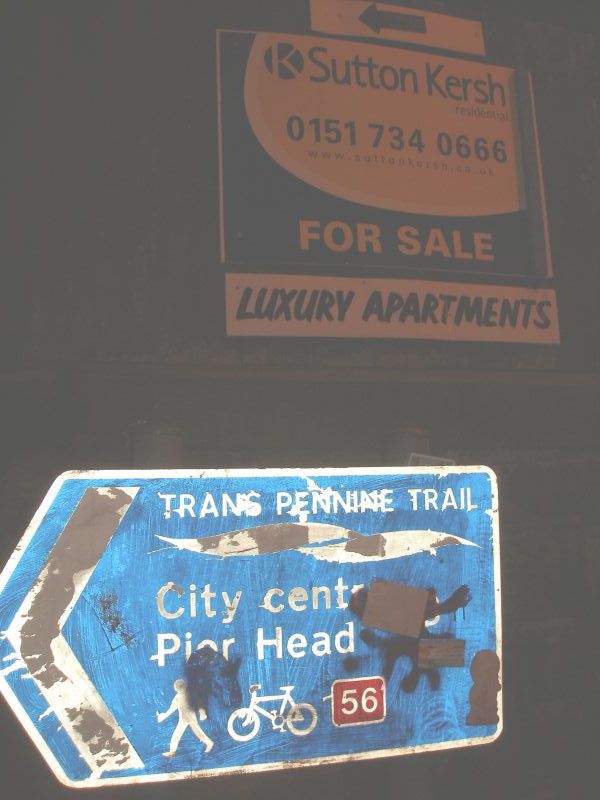 Sutton Kersh
residential
0151 734 0666
www.suttonkersh.co.uk
FOR SALE
LUXURY APARTMENTS
TRANS PENNINE TRAIL
City
Pier Head
56